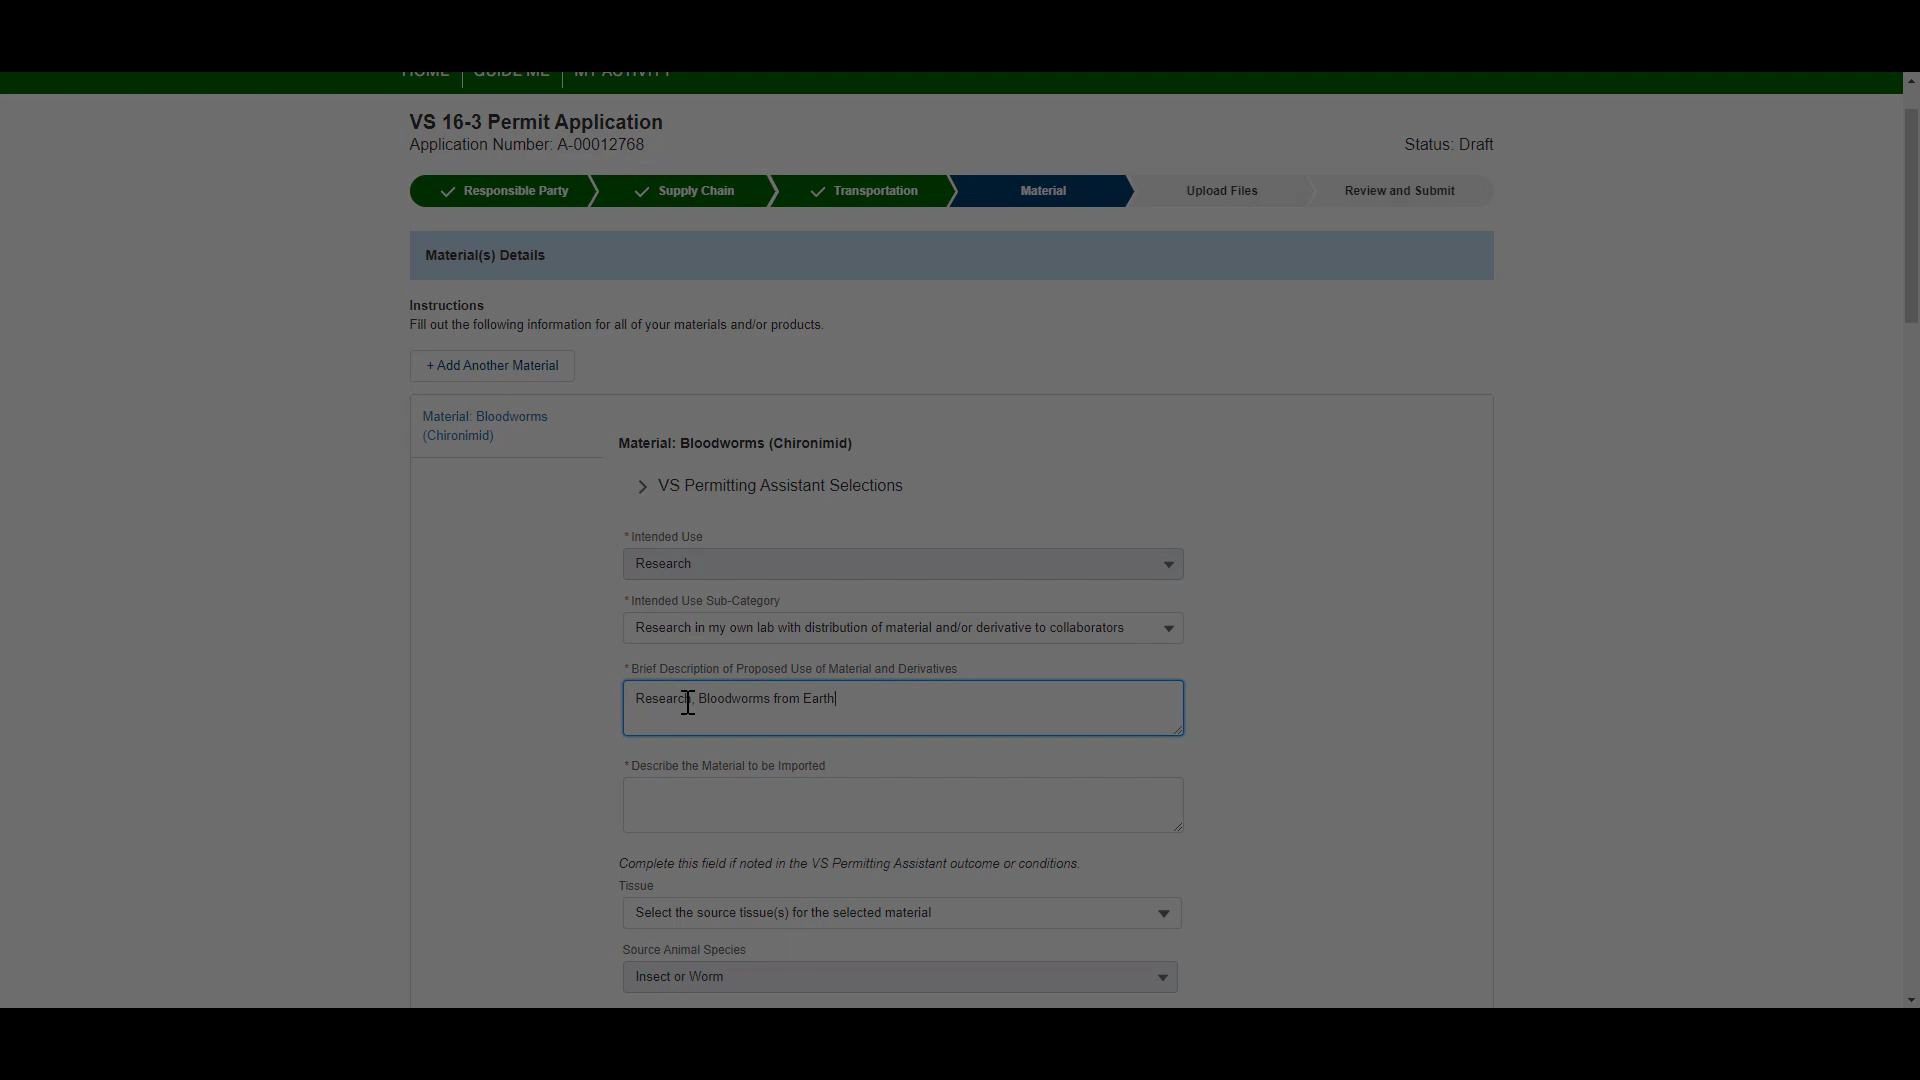 HOME GUIDE ME MY ACTIVITY
VS 16-3 Permit Application
Application Number: A-00012768
Status: Draft
Responsible Party
Supply Chain
Transportation
Material
Upload Files
Review and Submit
Material(s) Details
Instructions
Fill out the following information for all of your materials and/or products.
+ Add Another Material
Material: Bloodworms
(Chironimid)
Material: Bloodworms (Chironimid)
VS Permitting Assistant Selections
* Intended Use
Research
* Intended Use Sub-Category
Research in my own lab with distribution of material and/or derivative to collaborators
* Brief Description of Proposed Use of Material and Derivatives
Research, Bloodworms from Earth
* Describe the Material to be Imported
Complete this field if noted in the VS Permitting Assistant outcome or conditions.
Tissue
Select the source tissue(s) for the selected material
Source Animal Species
Insect or Worm